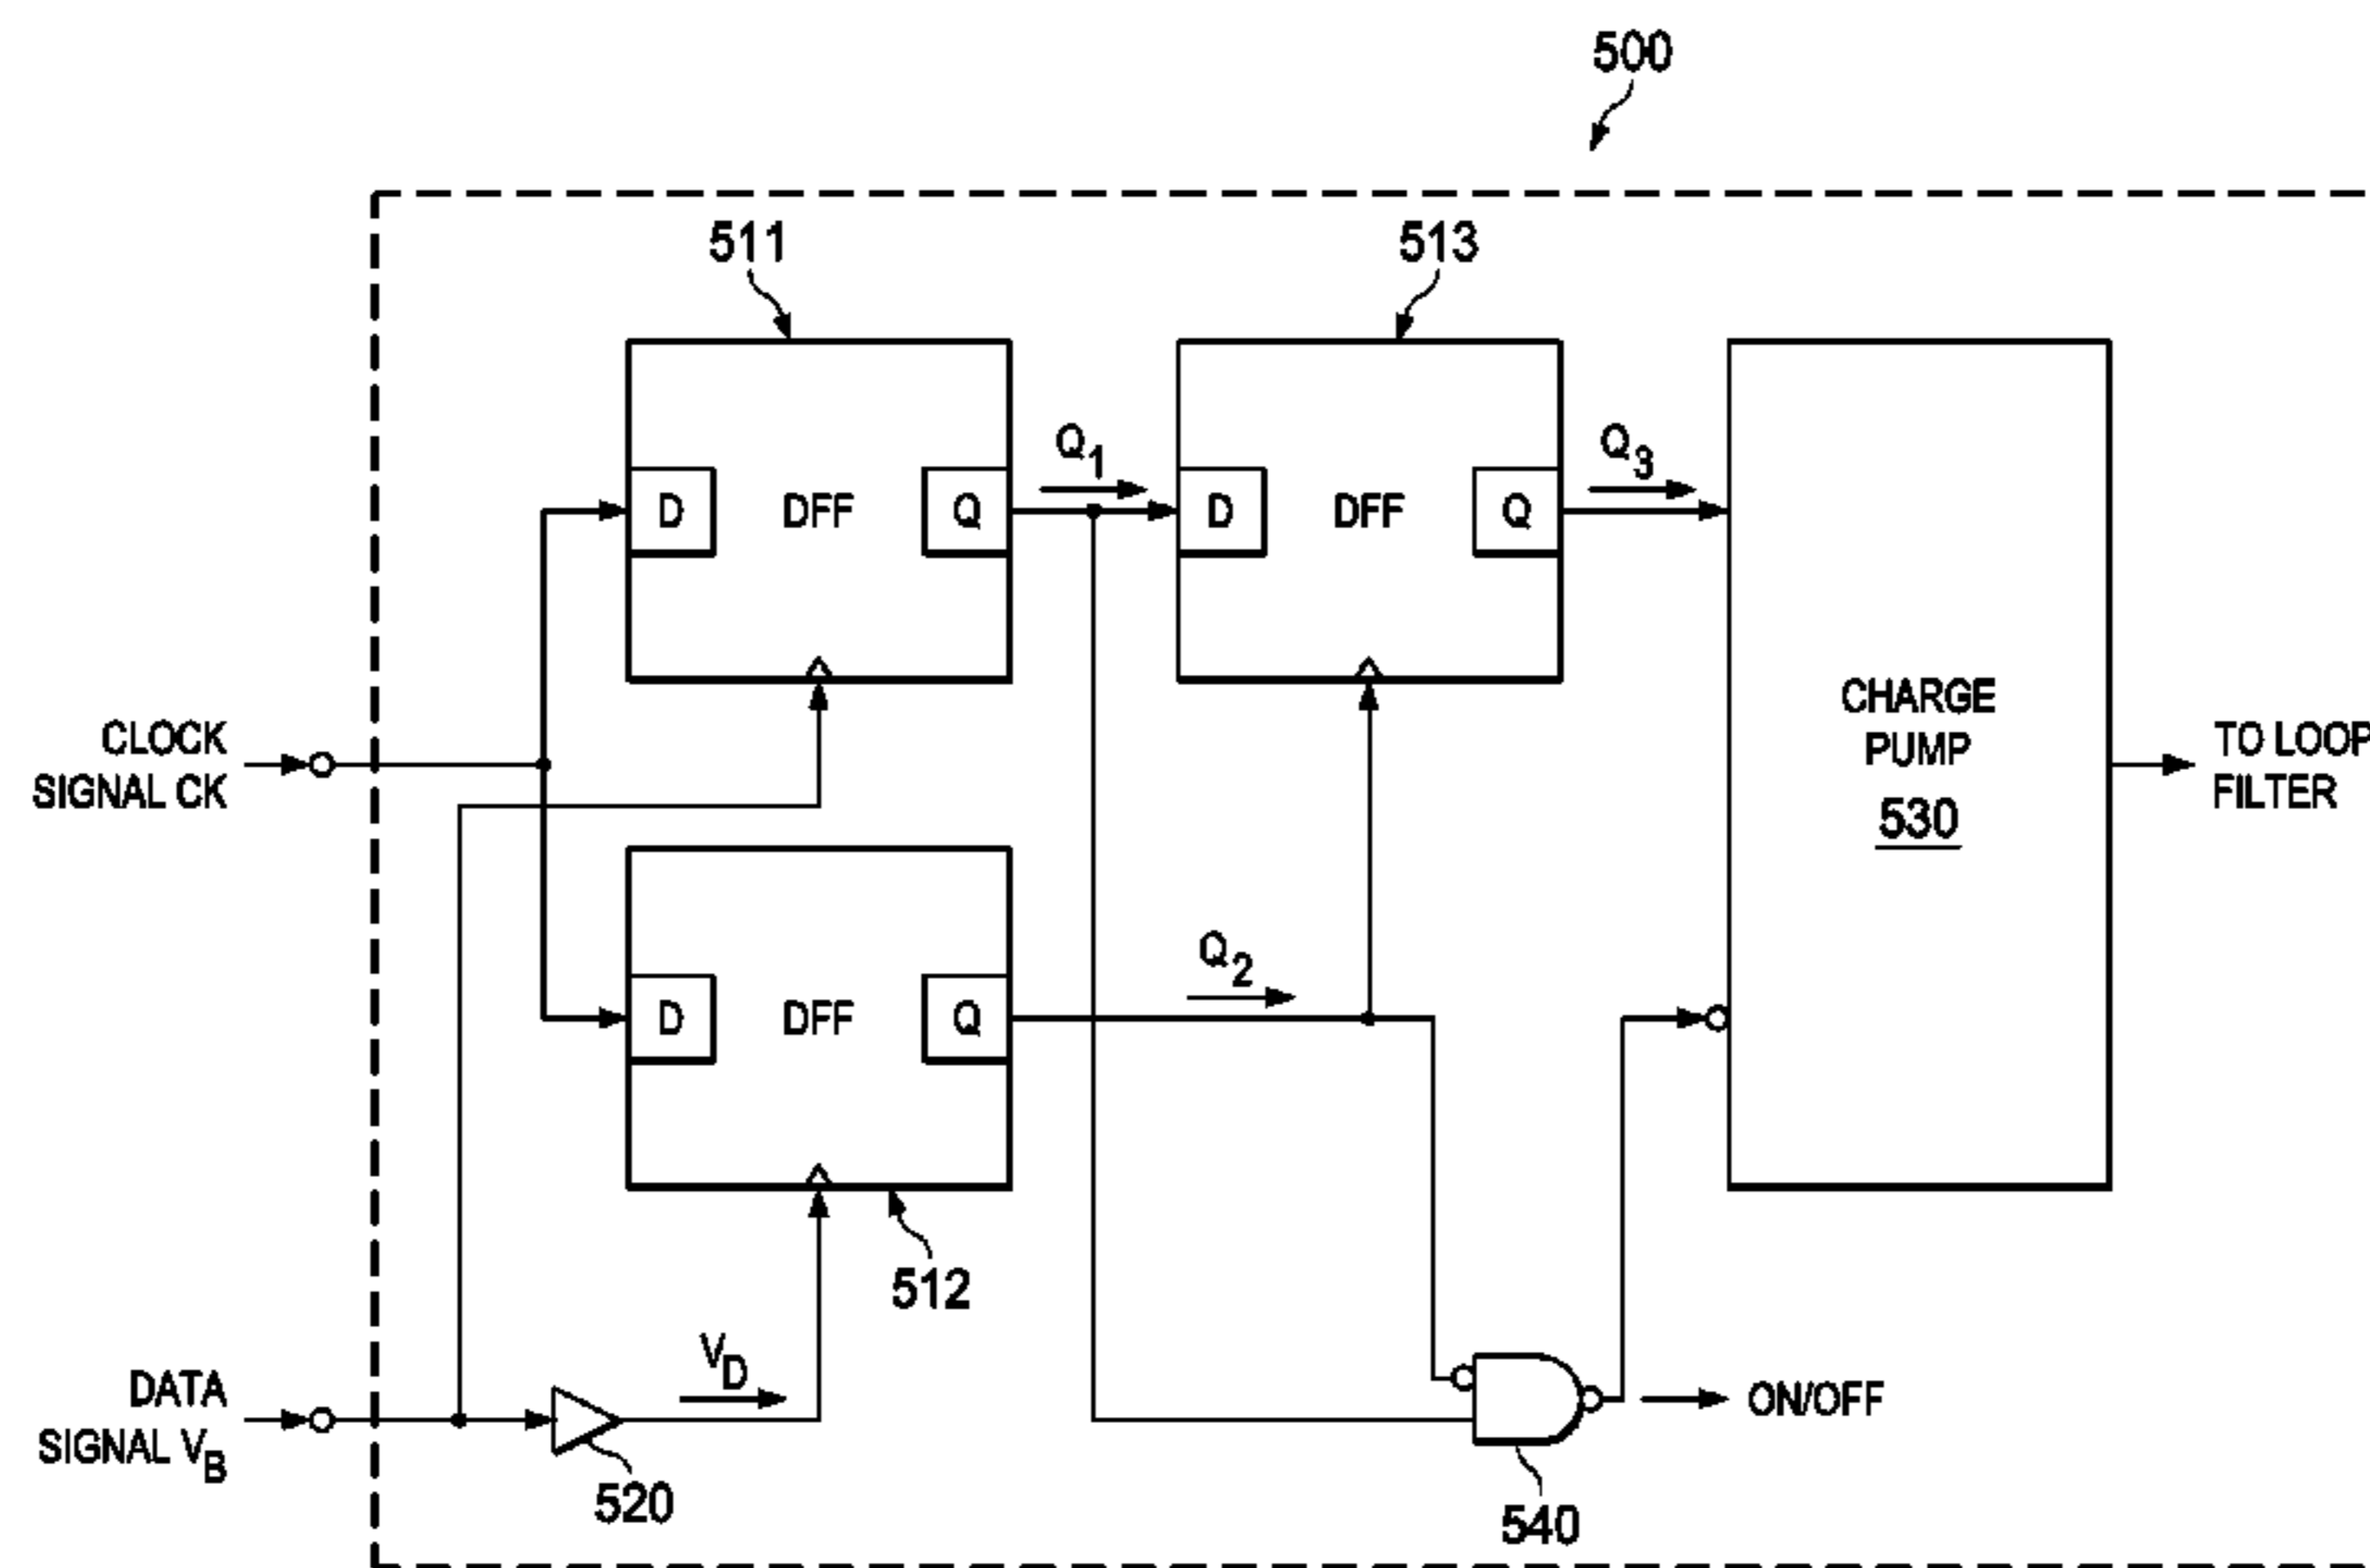 500
511
513
Q1
Q3
D DFF Q
D DFF Q
CLOCK
SIGNAL CK
CHARGE
PUMP
530
TO LOOP
FILTER
Q2
D DFF Q
512
VD
DATA
SIGNAL VB
ON/OFF
520
540